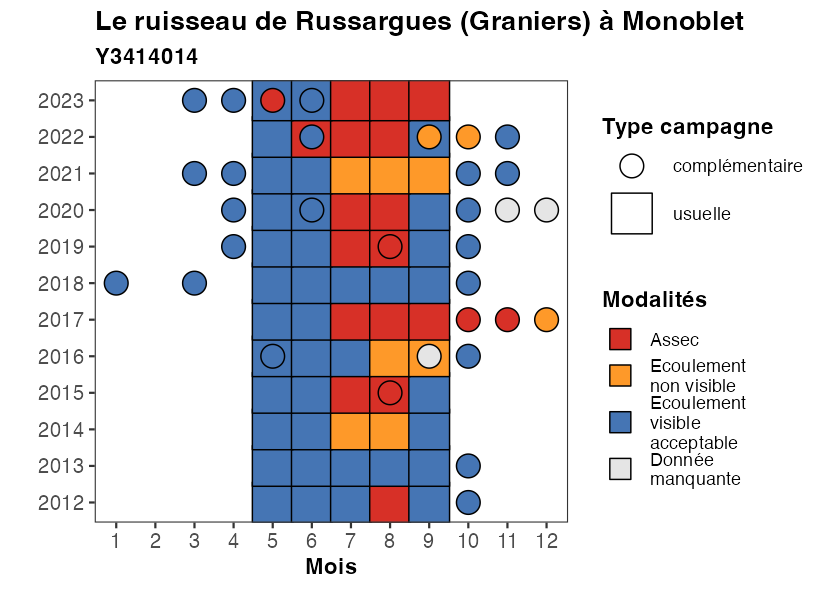 Le ruisseau de Russargues (Graniers) à Monoblet
Y3414014
2023
2022
2021
2020
2019
2018
2017
2016
2015
2014
2013
2012
1 2 3 4 5 6 7 8 9 10 11 12
Mois
Type campagne
complémentaire
usuelle
Modalités
Assec
Ecoulement
non visible
Ecoulement
visible
acceptable
Donnée
manquante